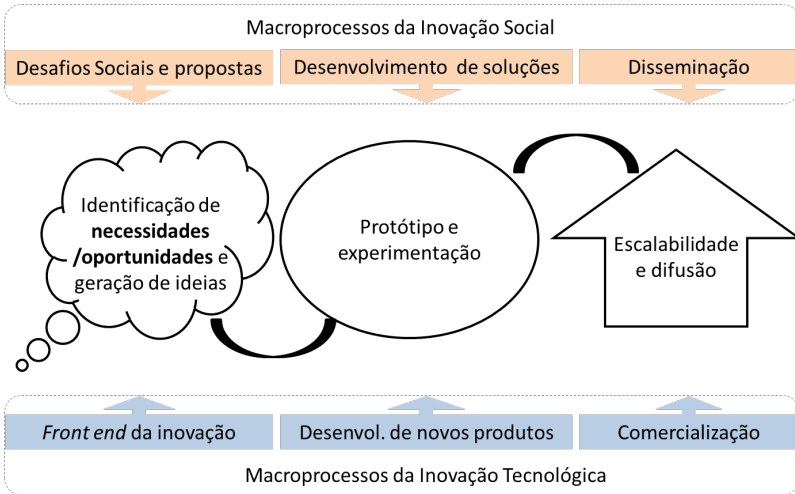 Macroprocessos da Inovação Social
Desafios Sociais e propostas
Desenvolvimento de soluções
Disseminação
Identificação de
necessidades
/oportunidades e
geração de ideias
Protótipo e
experimentação
Escalabilidade
e difusão
Front end da inovação
Desenvol. de novos produtos
Comercialização
Macroprocessos da Inovação Tecnológica